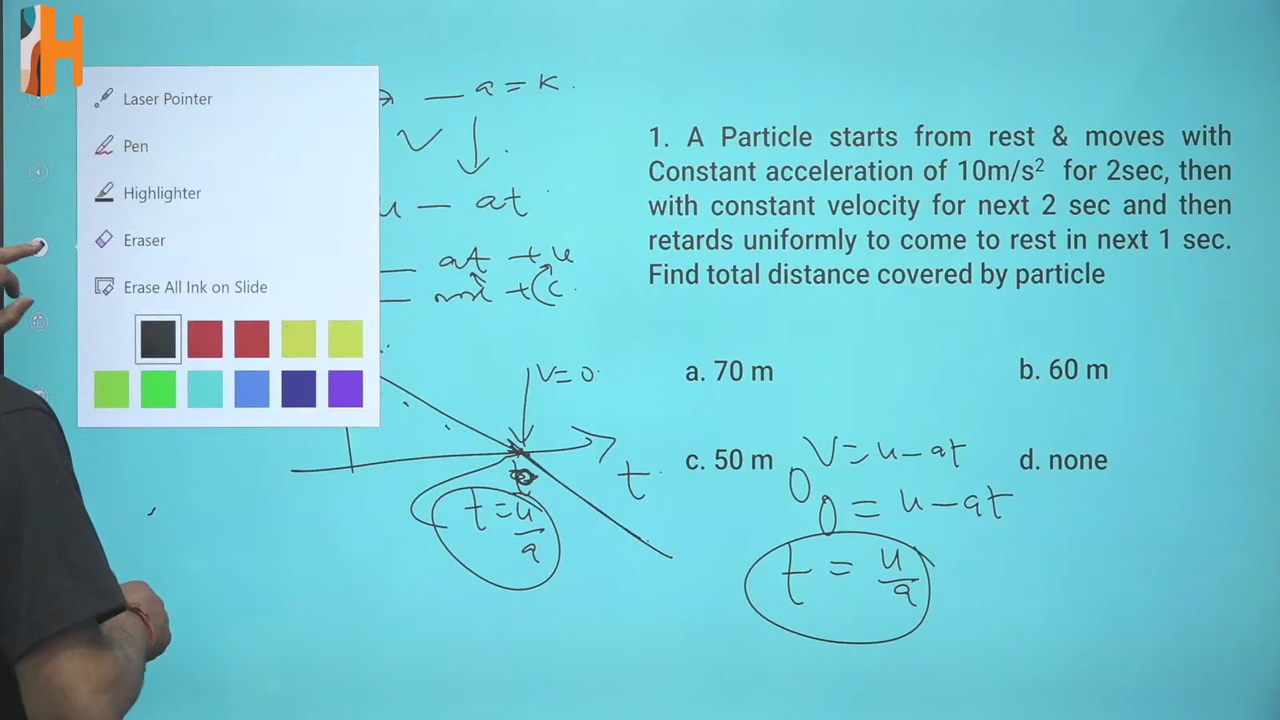 H
Laser Pointer
Pen
Highlighter
Eraser
Erase All Ink on Slide
a = K
V
u - at
at + u
mx + C
V = 0
t
t = u/a
1. A Particle starts from rest & moves with
Constant acceleration of 10m/s² for 2sec, then
with constant velocity for next 2 sec and then
retards uniformly to come to rest in next 1 sec.
Find total distance covered by particle
a. 70 m
b. 60 m
c. 50 m
d. none
V = u - at
0 = u - at
t = u/a